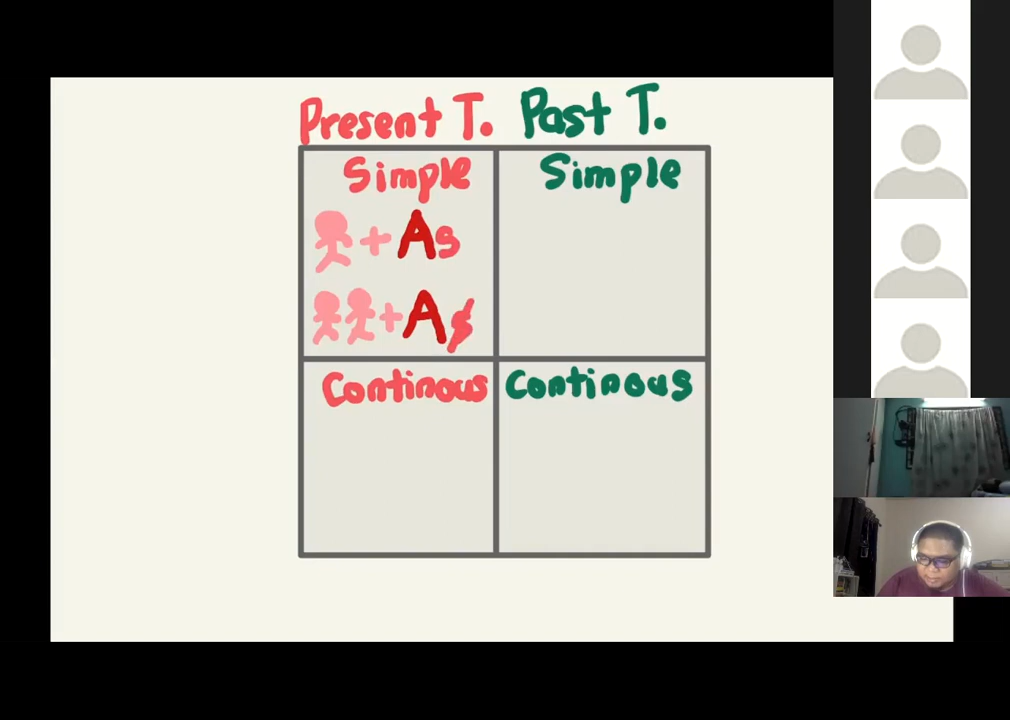 Present T. Past T.
Simple Simple
+ As
+ As
Continous Continous